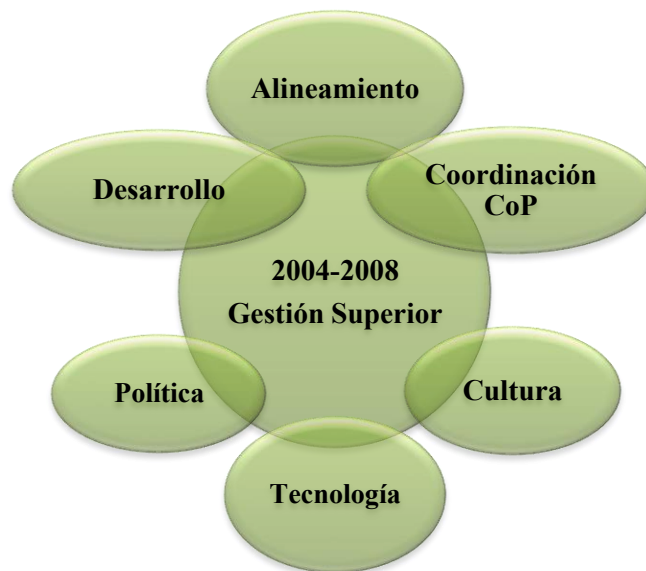 Alineamiento
Desarrollo
Coordinación
CoP
2004-2008
Gestión Superior
Política
Cultura
Tecnología